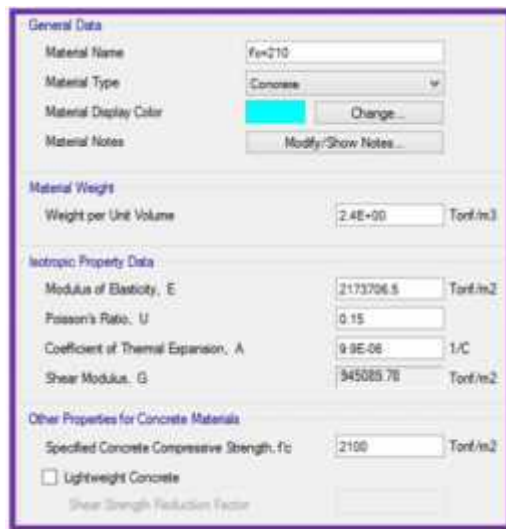 General Data
Material Name f'c=210
Material Type Concrete
Material Display Color Change...
Material Notes Modify/Show Notes...
Material Weight
Weight per Unit Volume 2.4E+00 Tonf/m3
Isotropic Property Data
Modulus of Elasticity, E 2173706.5 Tonf/m2
Poisson's Ratio, U 0.15
Coefficient of Thermal Expansion, A 9.9E-06 1/C
Shear Modulus, G 945089.78 Tonf/m2
Other Properties for Concrete Materials
Specified Concrete Compressive Strength, f'c 2100 Tonf/m2
Lightweight Concrete
Shear Strength Reduction Factor